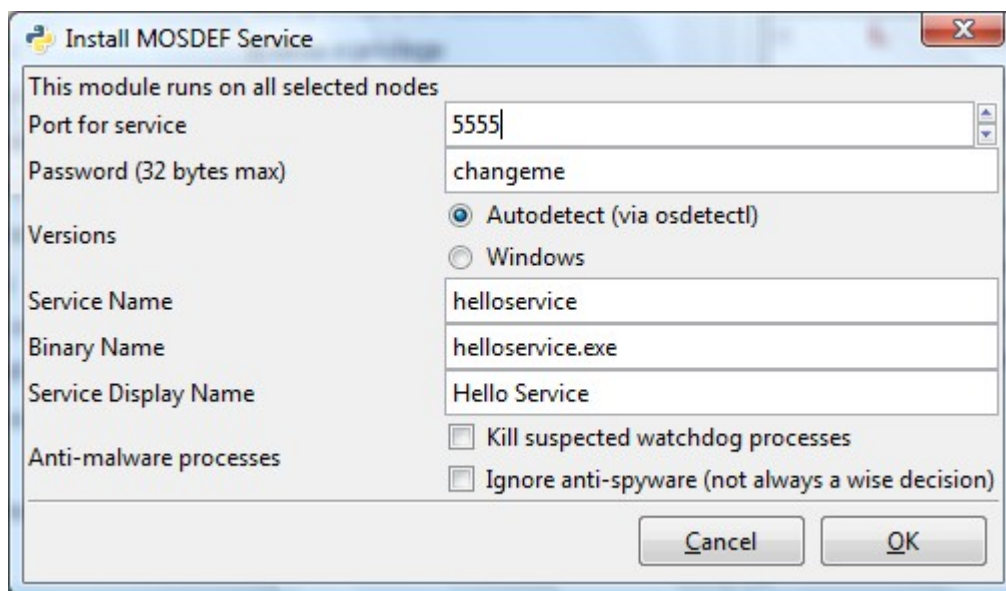 Install MOSDEF Service
This module runs on all selected nodes
Port for service 5555
Password (32 bytes max) changeme
Versions
Autodetect (via osdetectl)
Windows
Service Name helloservice
Binary Name helloservice.exe
Service Display Name Hello Service
Anti-malware processes
Kill suspected watchdog processes
Ignore anti-spyware (not always a wise decision)
Cancel OK